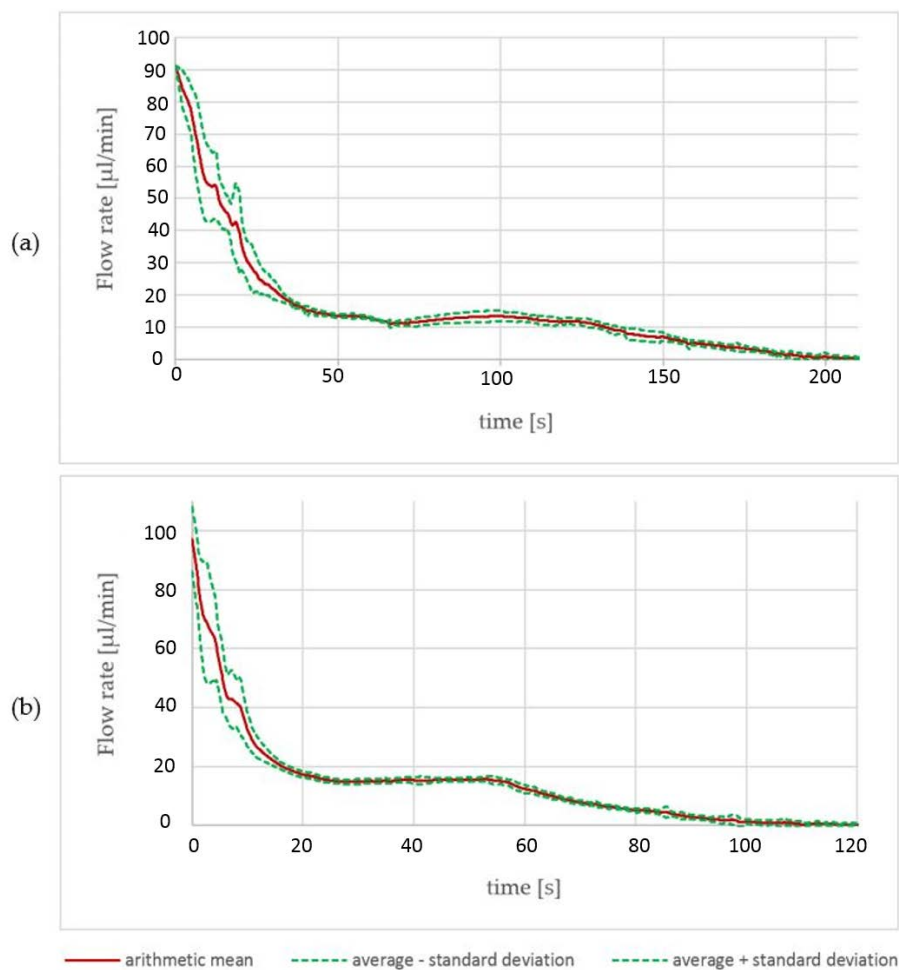 (a)
Flow rate [µl/min]
100
90
80
70
60
50
40
30
20
10
0
0 50 100 150 200
time [s]
(b)
Flow rate [µl/min]
100
80
60
40
20
0
0 20 40 60 80 100 120
time [s]
arithmetic mean average - standard deviation average + standard deviation